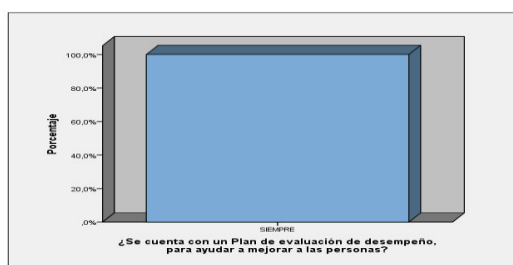 100,0%
80,0%
60,0%
40,0%
20,0%
,0%
Porcentaje
SIEMPRE
¿Se cuenta con un Plan de evaluación de desempeño,
para ayudar a mejorar a las personas?